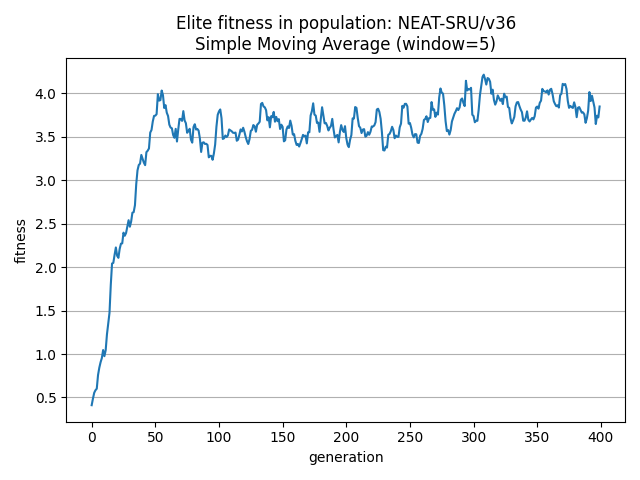 Elite fitness in population: NEAT-SRU/v36
Simple Moving Average (window=5)
fitness
4.0
3.5
3.0
2.5
2.0
1.5
1.0
0.5
0 50 100 150 200 250 300 350 400
generation